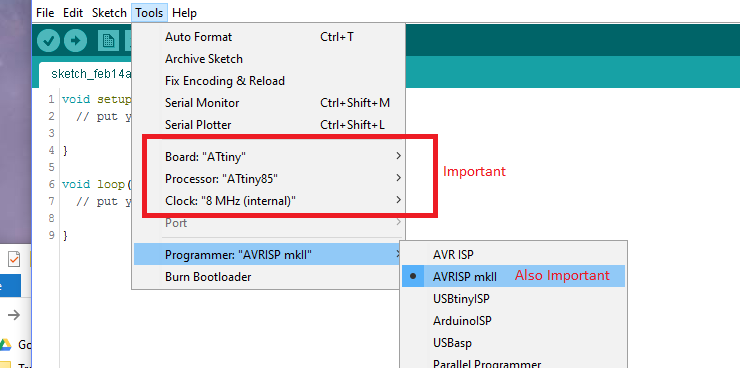 File Edit Sketch Tools Help
Auto Format Ctrl+T
Archive Sketch
sketch_feb14a
Fix Encoding & Reload
1 void setup
Serial Monitor Ctrl+Shift+M
2 // put y
3
Serial Plotter Ctrl+Shift+L
4 }
5
Board: "ATtiny"
Important
Processor: "ATtiny85"
6 void loop(
7 // put y
Clock: "8 MHz (internal)"
8
Port
9 }
Programmer: "AVRISP mkII"
AVR ISP
Burn Bootloader
AVRISP mkII Also Important
USBtinyISP
ArduinoISP
USBasp
Parallel Programmer